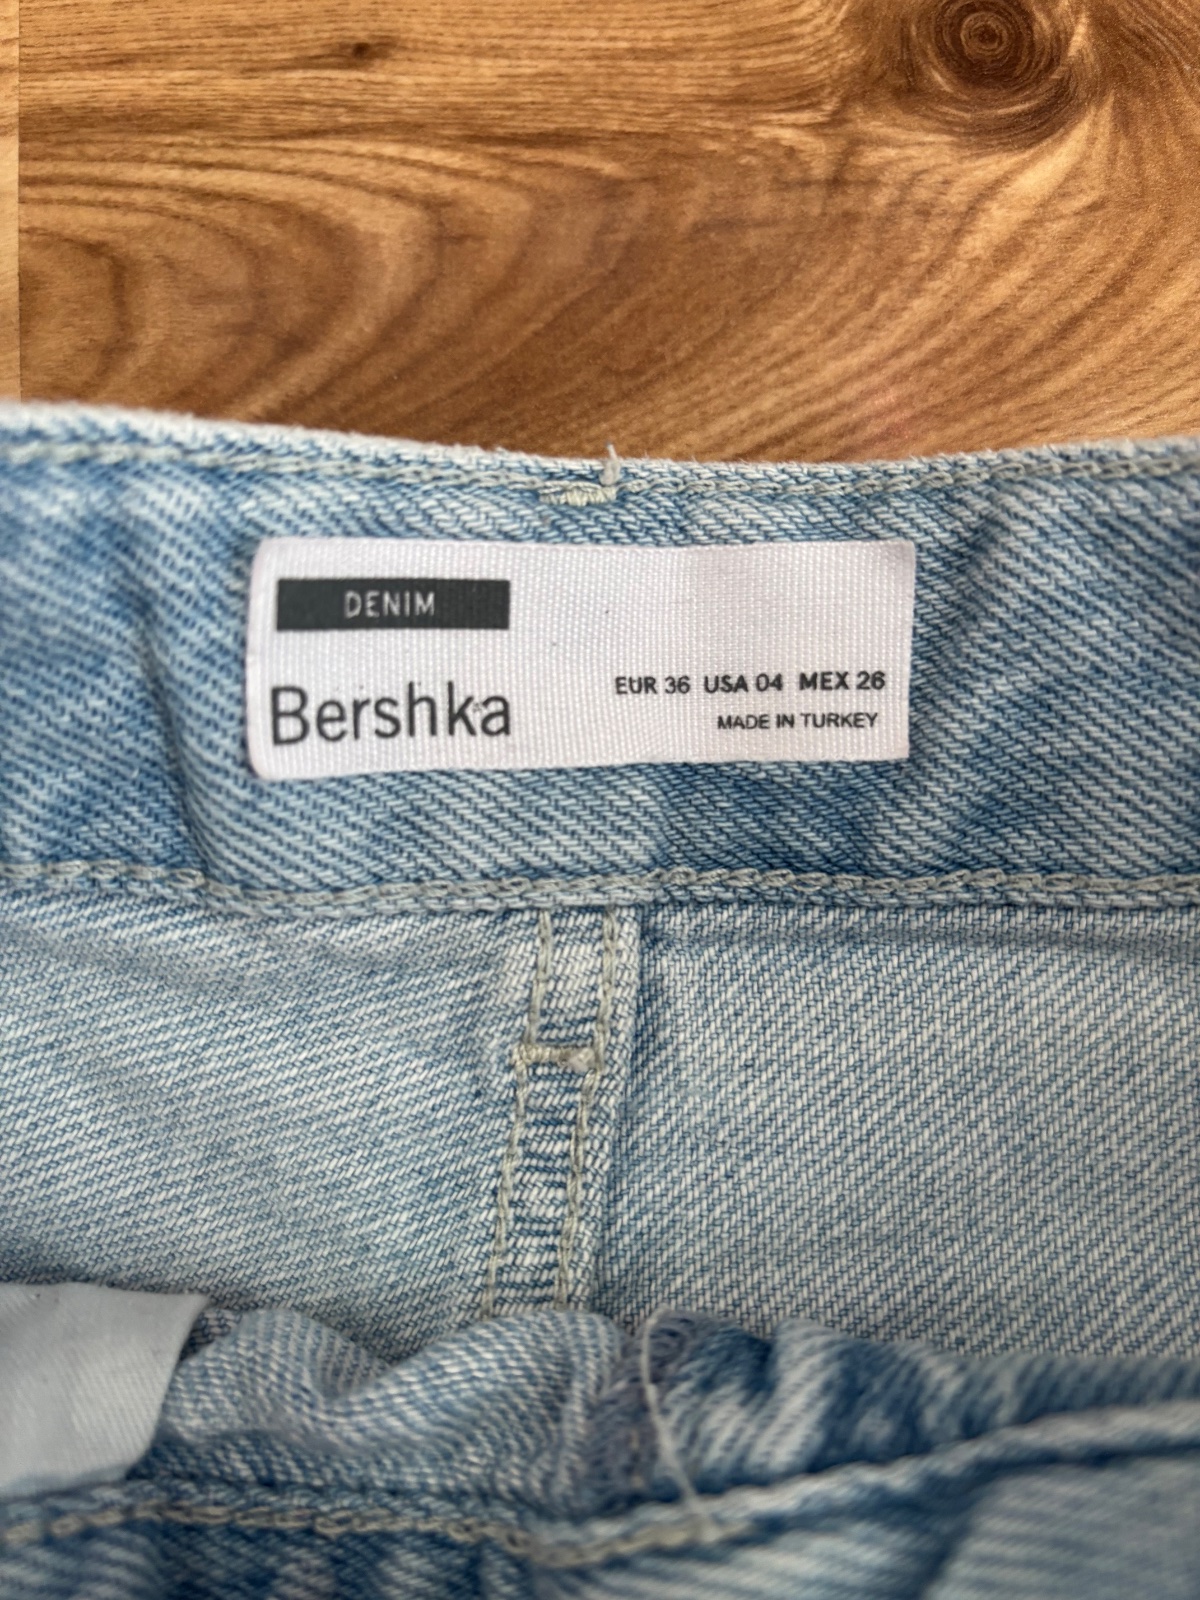 DENIM
Bershka
EUR 36 USA 04 MEX 26
MADE IN TURKEY